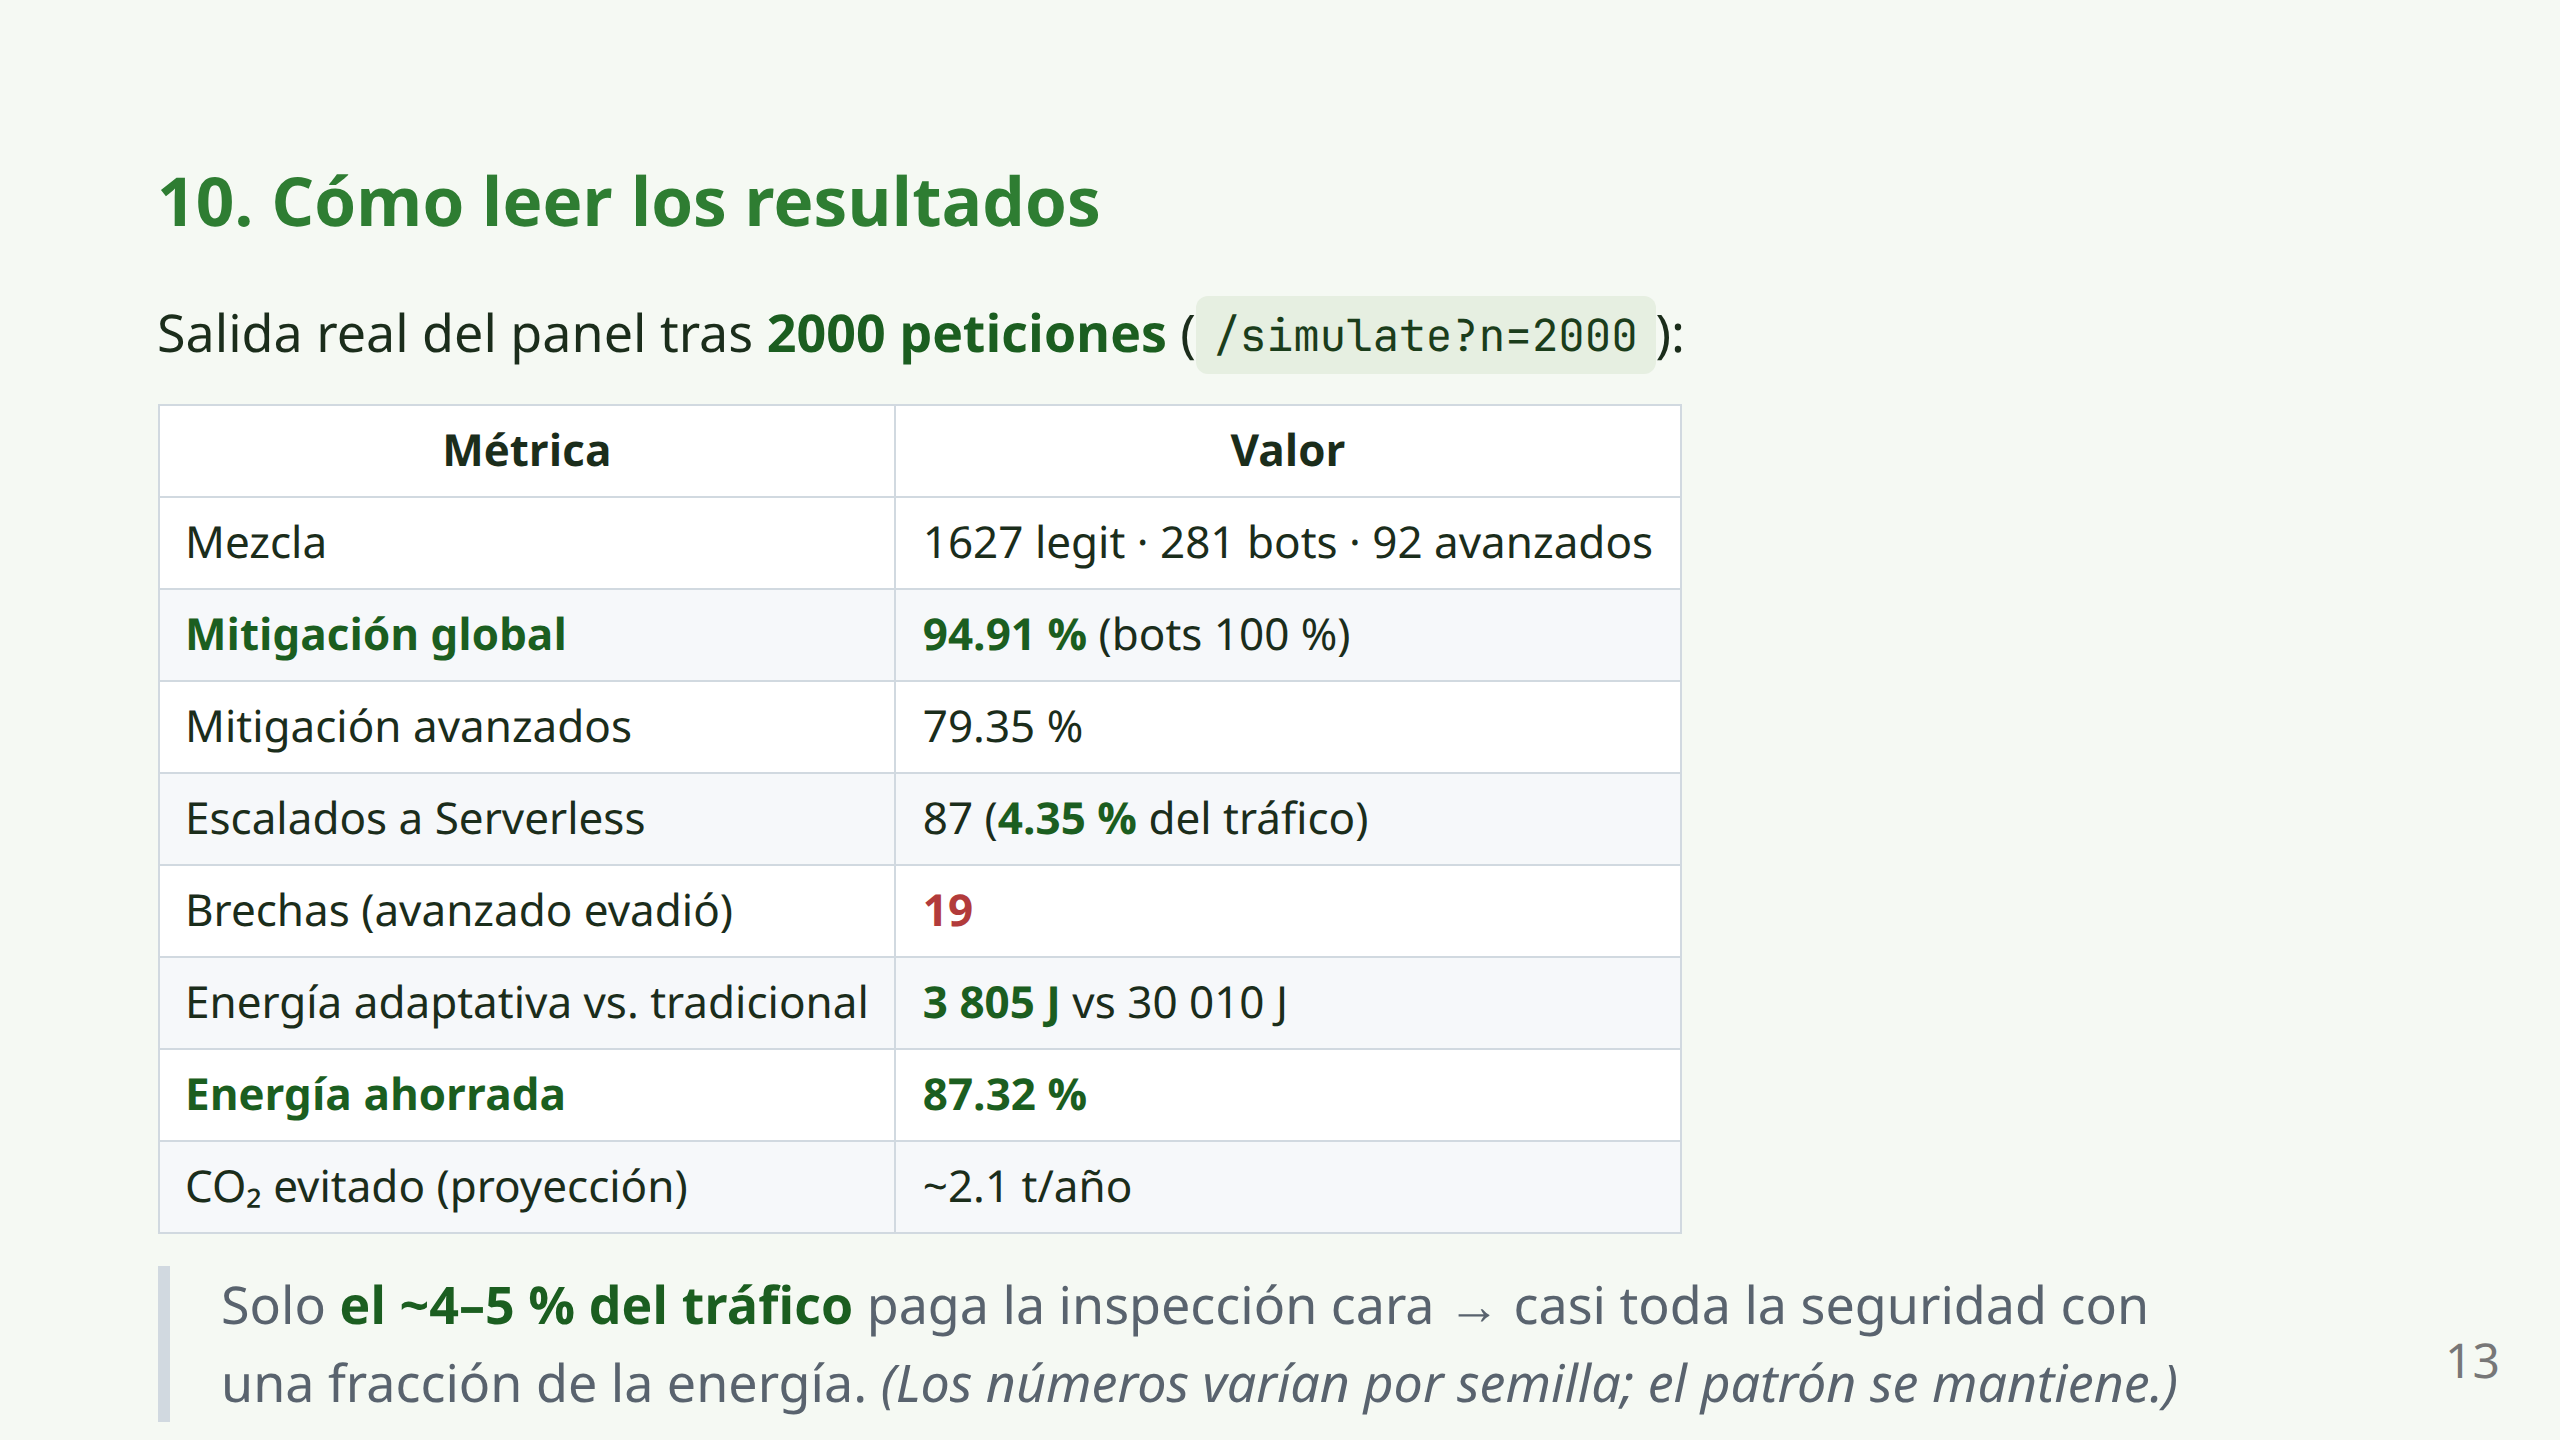 10. Cómo leer los resultados
Salida real del panel tras 2000 peticiones ( /simulate?n=2000 ):
Métrica Valor
Mezcla 1627 legit · 281 bots · 92 avanzados
Mitigación global 94.91 % (bots 100 %)
Mitigación avanzados 79.35 %
Escalados a Serverless 87 (4.35 % del tráfico)
Brechas (avanzado evadió) 19
Energía adaptativa vs. tradicional 3 805 J vs 30 010 J
Energía ahorrada 87.32 %
CO₂ evitado (proyección) ~2.1 t/año
Solo el ~4–5 % del tráfico paga la inspección cara → casi toda la seguridad con
una fracción de la energía. (Los números varían por semilla; el patrón se mantiene.)
13